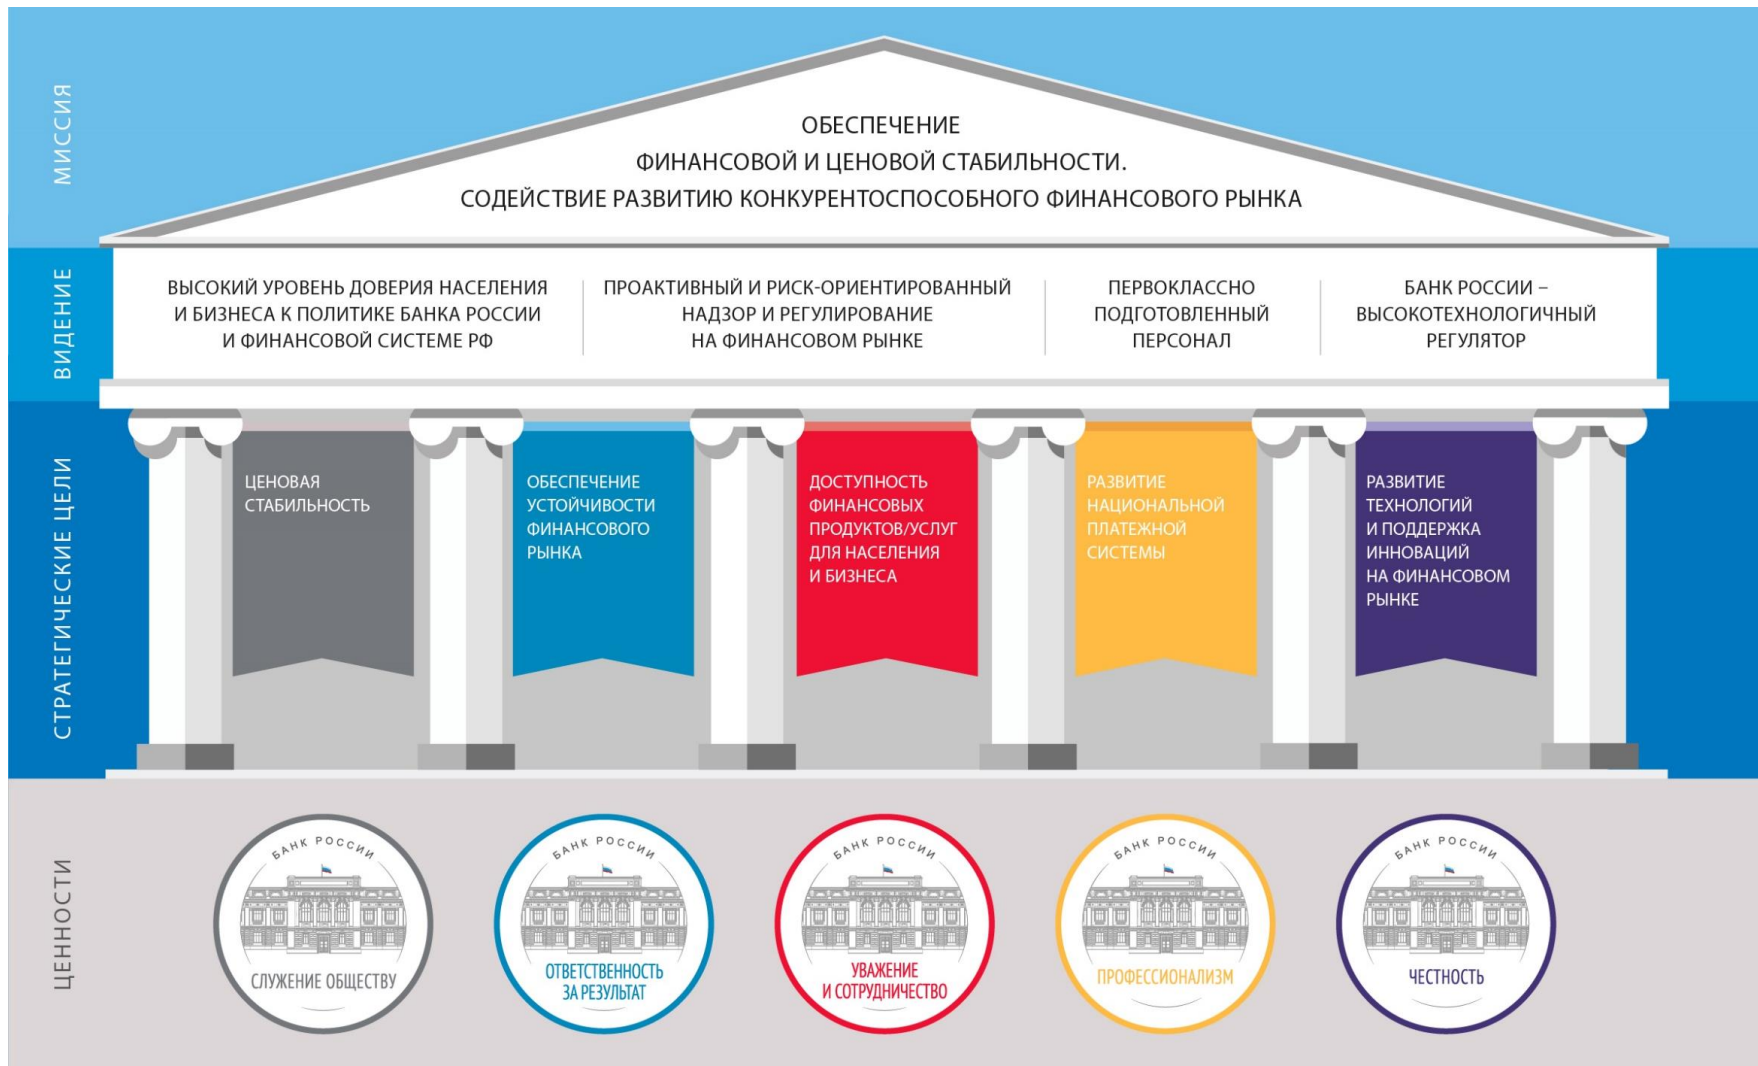 МИССИЯ
ОБЕСПЕЧЕНИЕ
ФИНАНСОВОЙ И ЦЕНОВОЙ СТАБИЛЬНОСТИ.
СОДЕЙСТВИЕ РАЗВИТИЮ КОНКУРЕНТОСПОСОБНОГО ФИНАНСОВОГО РЫНКА
ВИДЕНИЕ
ВЫСОКИЙ УРОВЕНЬ ДОВЕРИЯ НАСЕЛЕНИЯ
И БИЗНЕСА К ПОЛИТИКЕ БАНКА РОССИИ
И ФИНАНСОВОЙ СИСТЕМЕ РФ
ПРОАКТИВНЫЙ И РИСК-ОРИЕНТИРОВАННЫЙ
НАДЗОР И РЕГУЛИРОВАНИЕ
НА ФИНАНСОВОМ РЫНКЕ
ПЕРВОКЛАССНО
ПОДГОТОВЛЕННЫЙ
ПЕРСОНАЛ
БАНК РОССИИ –
ВЫСОКОТЕХНОЛОГИЧНЫЙ
РЕГУЛЯТОР
СТРАТЕГИЧЕСКИЕ ЦЕЛИ
ЦЕНОВАЯ
СТАБИЛЬНОСТЬ
ОБЕСПЕЧЕНИЕ
УСТОЙЧИВОСТИ
ФИНАНСОВОГО
РЫНКА
ДОСТУПНОСТЬ
ФИНАНСОВЫХ
ПРОДУКТОВ/УСЛУГ
ДЛЯ НАСЕЛЕНИЯ
И БИЗНЕСА
РАЗВИТИЕ
НАЦИОНАЛЬНОЙ
ПЛАТЕЖНОЙ
СИСТЕМЫ
РАЗВИТИЕ
ТЕХНОЛОГИЙ
И ПОДДЕРЖКА
ИННОВАЦИЙ
НА ФИНАНСОВОМ
РЫНКЕ
ЦЕННОСТИ
БАНК РОССИИ
СЛУЖЕНИЕ ОБЩЕСТВУ
БАНК РОССИИ
ОТВЕТСТВЕННОСТЬ
ЗА РЕЗУЛЬТАТ
БАНК РОССИИ
УВАЖЕНИЕ
И СОТРУДНИЧЕСТВО
БАНК РОССИИ
ПРОФЕССИОНАЛИЗМ
БАНК РОССИИ
ЧЕСТНОСТЬ